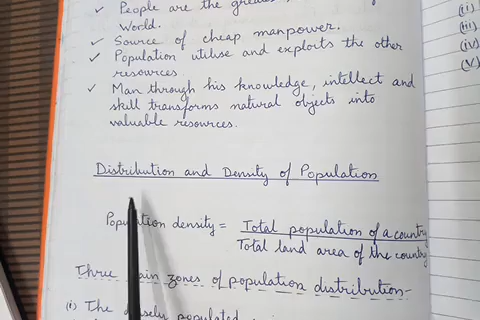 ✓ People are the
World.
✓ Source of cheap manpower.
✓ Population utilise and exploits the other
resources
✓ Man through his knowledge, intellect and
skill transforms natural objects into
valuable resources.
Distribution and Density of Population
Population density = Total population of a country
Total land area of the country
Three main zones of population distribution-
(i) The densely populated
(ii)
(iii)
(iv)
(v)